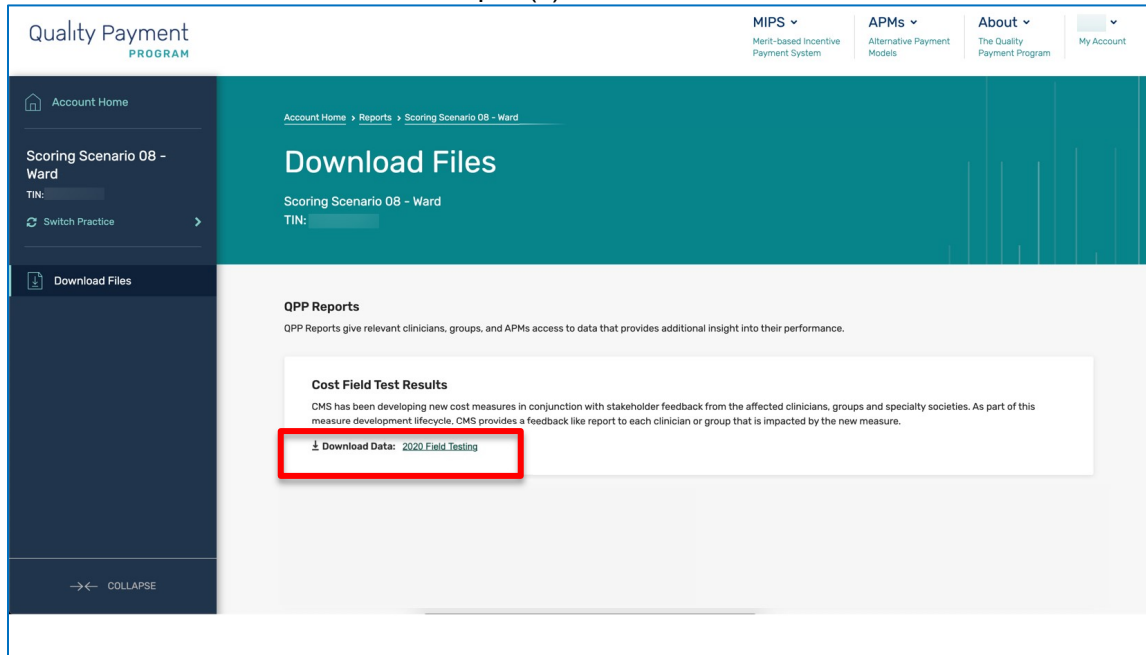 Quality Payment
PROGRAM
MIPS
Merit-based Incentive
Payment System
APMs
Alternative Payment
Models
About
The Quality
Payment Program
My Account
Account Home
Scoring Scenario 08 -
Ward
TIN:
Switch Practice
Download Files
COLLAPSE
Account Home › Reports › Scoring Scenario 08 - Ward
Download Files
Scoring Scenario 08 - Ward
TIN:
QPP Reports
QPP Reports give relevant clinicians, groups, and APMs access to data that provides additional insight into their performance.
Cost Field Test Results
CMS has been developing new cost measures in conjunction with stakeholder feedback from the affected clinicians, groups and specialty societies. As part of this
measure development lifecycle, CMS provides a feedback like report to each clinician or group that is impacted by the new measure.
Download Data: 2020 Field Testing